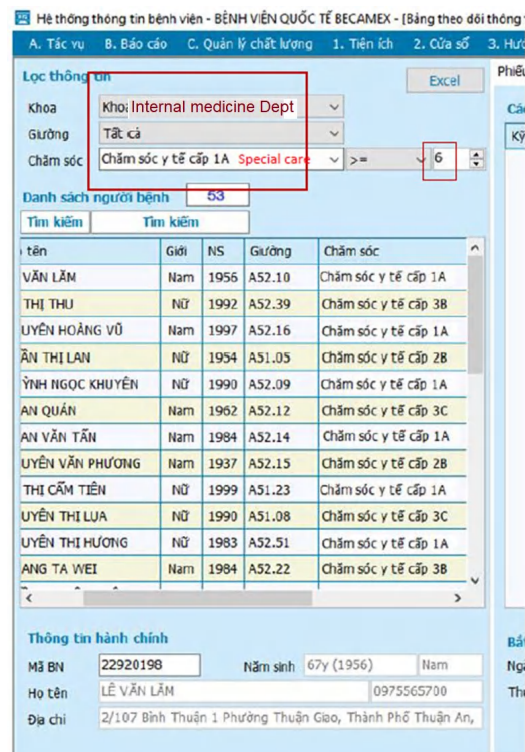 Hệ thống thông tin bệnh viện - BỆNH VIỆN QUỐC TẾ BECAMEX - [Bảng theo dõi thông
A. Tác vụ B. Báo cáo C. Quản lý chất lượng 1. Tiện ích 2. Cửa sổ 3.
Lọc thông tin Excel
Khoa Khoa Internal medicine Dept
Giường Tất cả
Chăm sóc Chăm sóc y tế cấp 1A Special care >= 6
Danh sách người bệnh 53
Tìm kiếm Tìm kiếm
tên Giới NS Giường Chăm sóc
VĂN LẮM Nam 1956 A52.10 Chăm sóc y tế cấp 1A
THỊ THU Nữ 1992 A52.39 Chăm sóc y tế cấp 3B
UYÊN HOÀNG VŨ Nam 1997 A52.16 Chăm sóc y tế cấp 1A
ẦN THỊ LAN Nữ 1954 A51.05 Chăm sóc y tế cấp 2B
ỲNH NGỌC KHUYÊN Nữ 1990 A52.09 Chăm sóc y tế cấp 1A
AN QUÁN Nam 1962 A52.12 Chăm sóc y tế cấp 3C
AN VĂN TẤN Nam 1984 A52.14 Chăm sóc y tế cấp 1A
UYÊN VĂN PHƯƠNG Nam 1937 A52.15 Chăm sóc y tế cấp 2B
THỊ CẨM TIÊN Nữ 1999 A51.23 Chăm sóc y tế cấp 1A
UYÊN THỊ LỤA Nữ 1990 A51.08 Chăm sóc y tế cấp 3C
UYÊN THỊ HƯƠNG Nữ 1983 A52.51 Chăm sóc y tế cấp 1A
ANG TA WEI Nam 1984 A52.22 Chăm sóc y tế cấp 3B
Thông tin hành chính
Mã BN 22920198 Năm sinh 67y (1956) Nam
Họ tên LÊ VĂN LẮM 0975565700
Địa chỉ 2/107 Bình Thuận 1 Phường Thuận Giao, Thành Phố Thuận An,